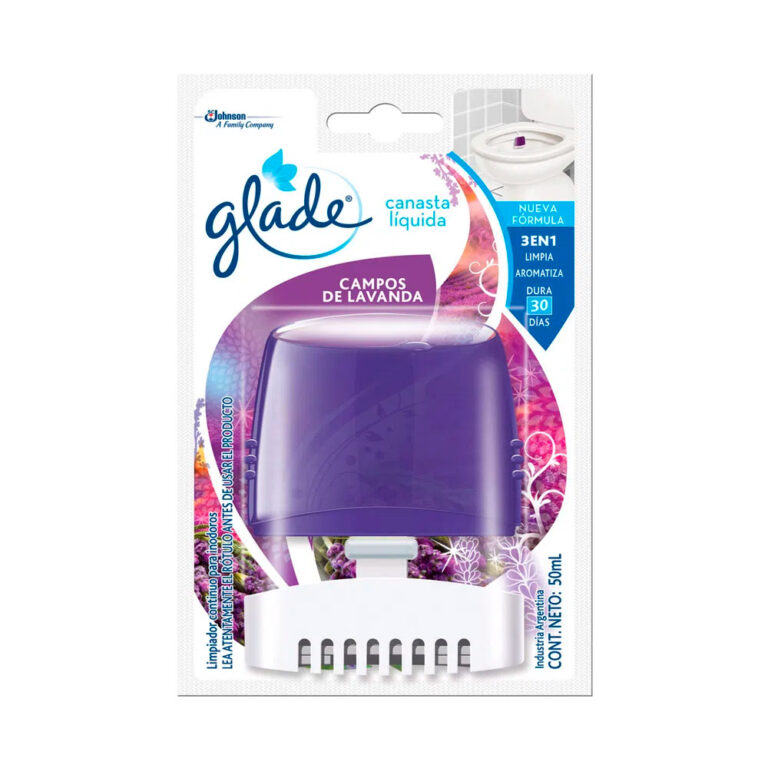 SC Johnson
A Family Company
glade®
canasta
líquida
CAMPOS
DE LAVANDA
NUEVA
FÓRMULA
3EN1
LIMPIA
AROMATIZA
DURA
30
DÍAS
Limpiador continuo para inodoros
LEA ATENTAMENTE EL RÓTULO ANTES DE USAR EL PRODUCTO
Industria Argentina
CONT. NETO: 50mL